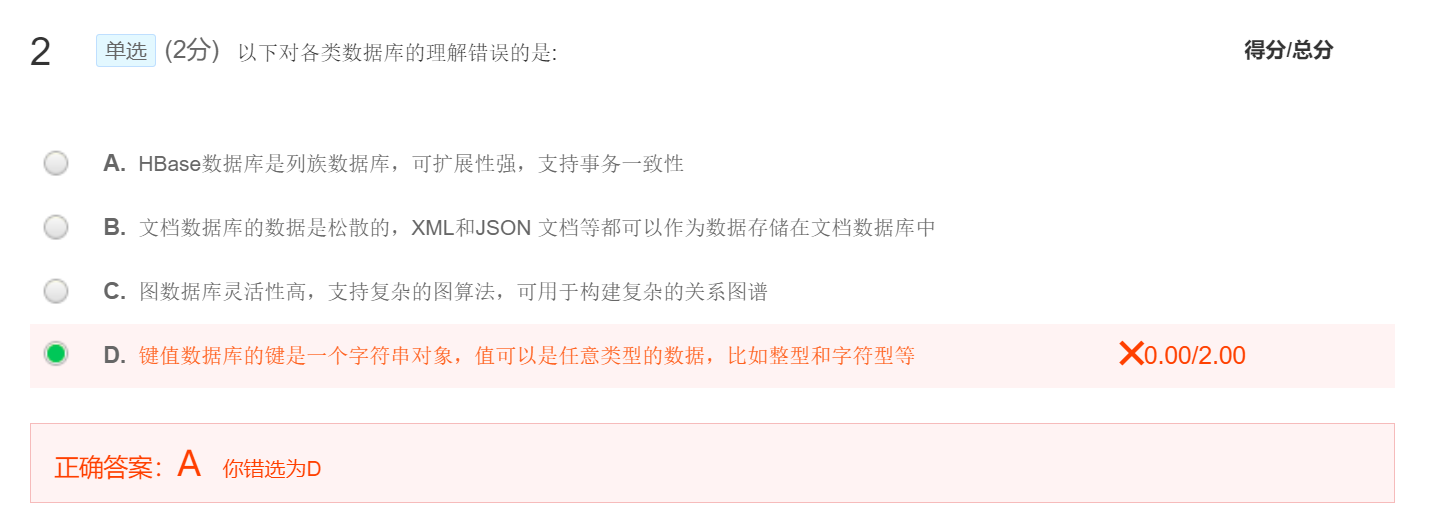 2 单选 (2分) 以下对各类数据库的理解错误的是: 得分/总分
A. HBase数据库是列族数据库，可扩展性强，支持事务一致性
B. 文档数据库的数据是松散的，XML和JSON 文档等都可以作为数据存储在文档数据库中
C. 图数据库灵活性高，支持复杂的图算法，可用于构建复杂的关系图谱
D. 键值数据库的键是一个字符串对象，值可以是任意类型的数据，比如整型和字符型等 ✕0.00/2.00
正确答案：A 你错选为D